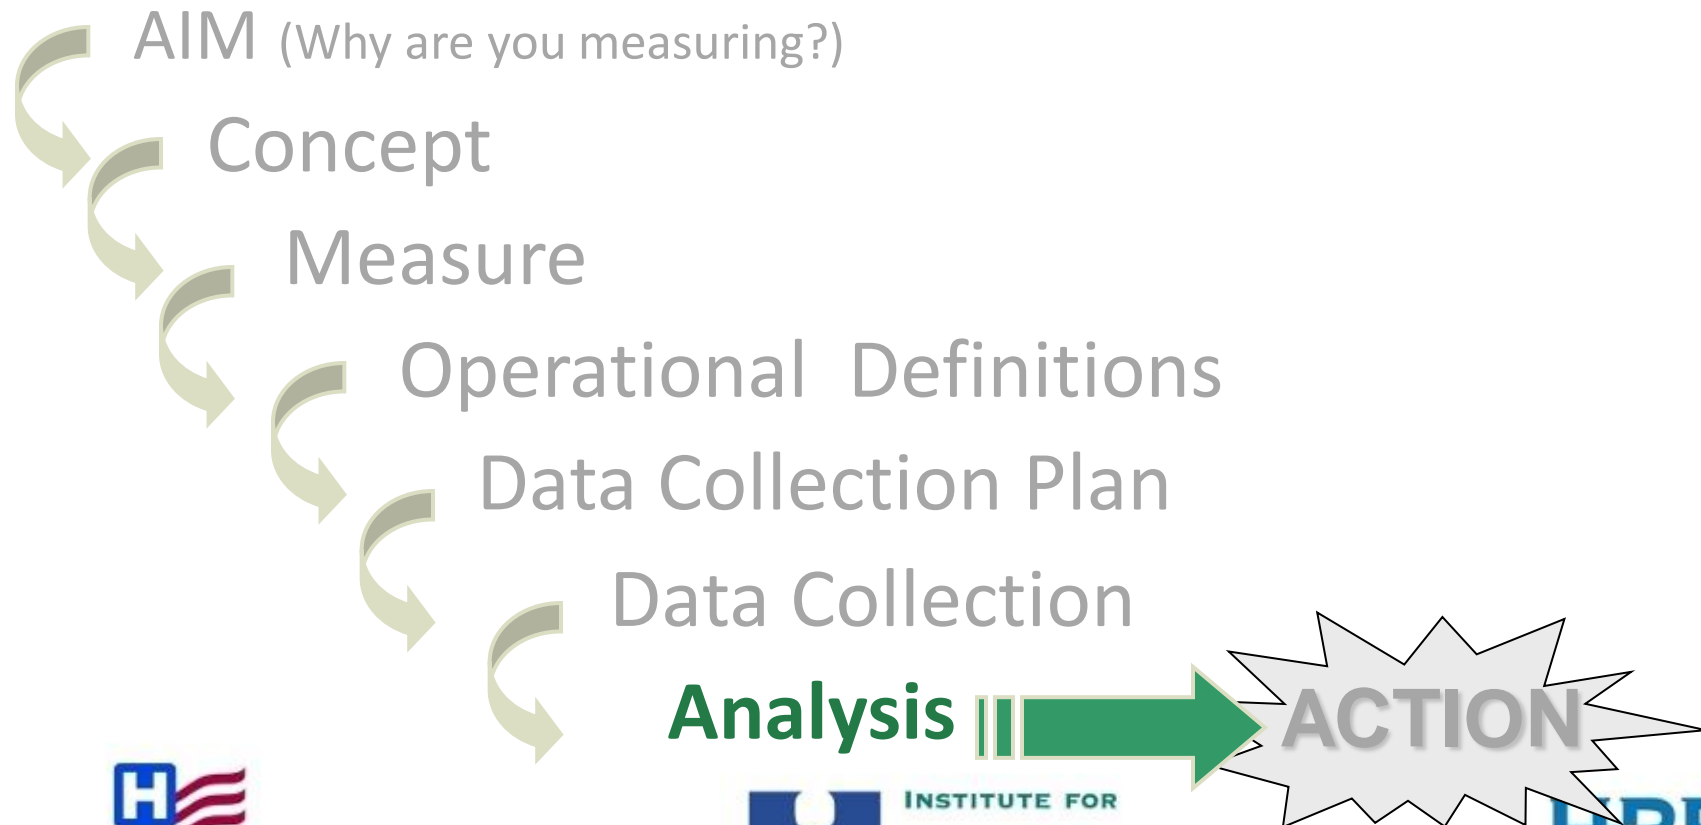 AIM (Why are you measuring?)
Concept
Measure
Operational Definitions
Data Collection Plan
Data Collection
Analysis
ACTION
H
INSTITUTE FOR